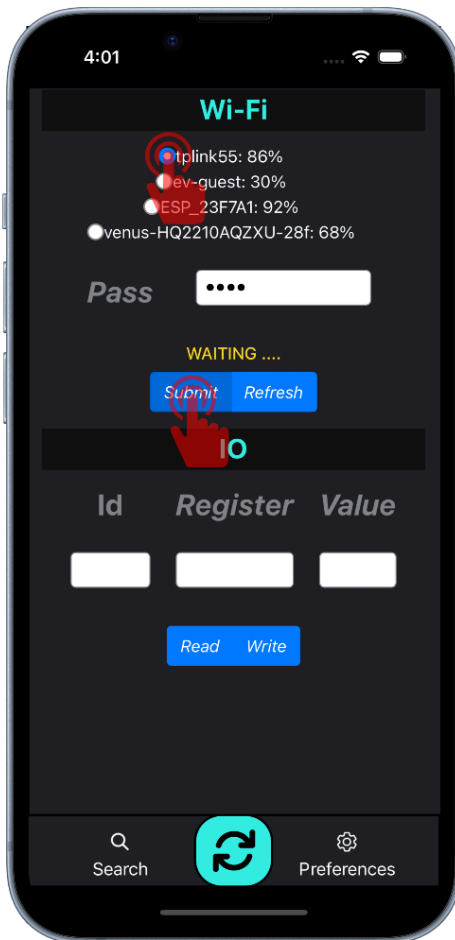 4:01
Wi-Fi
tplink55: 86%
ev-guest: 30%
ESP_23F7A1: 92%
venus-HQ2210AQZXU-28f: 68%
Pass ••••
WAITING ....
Submit Refresh
IO
Id Register Value
Read Write
Search Preferences